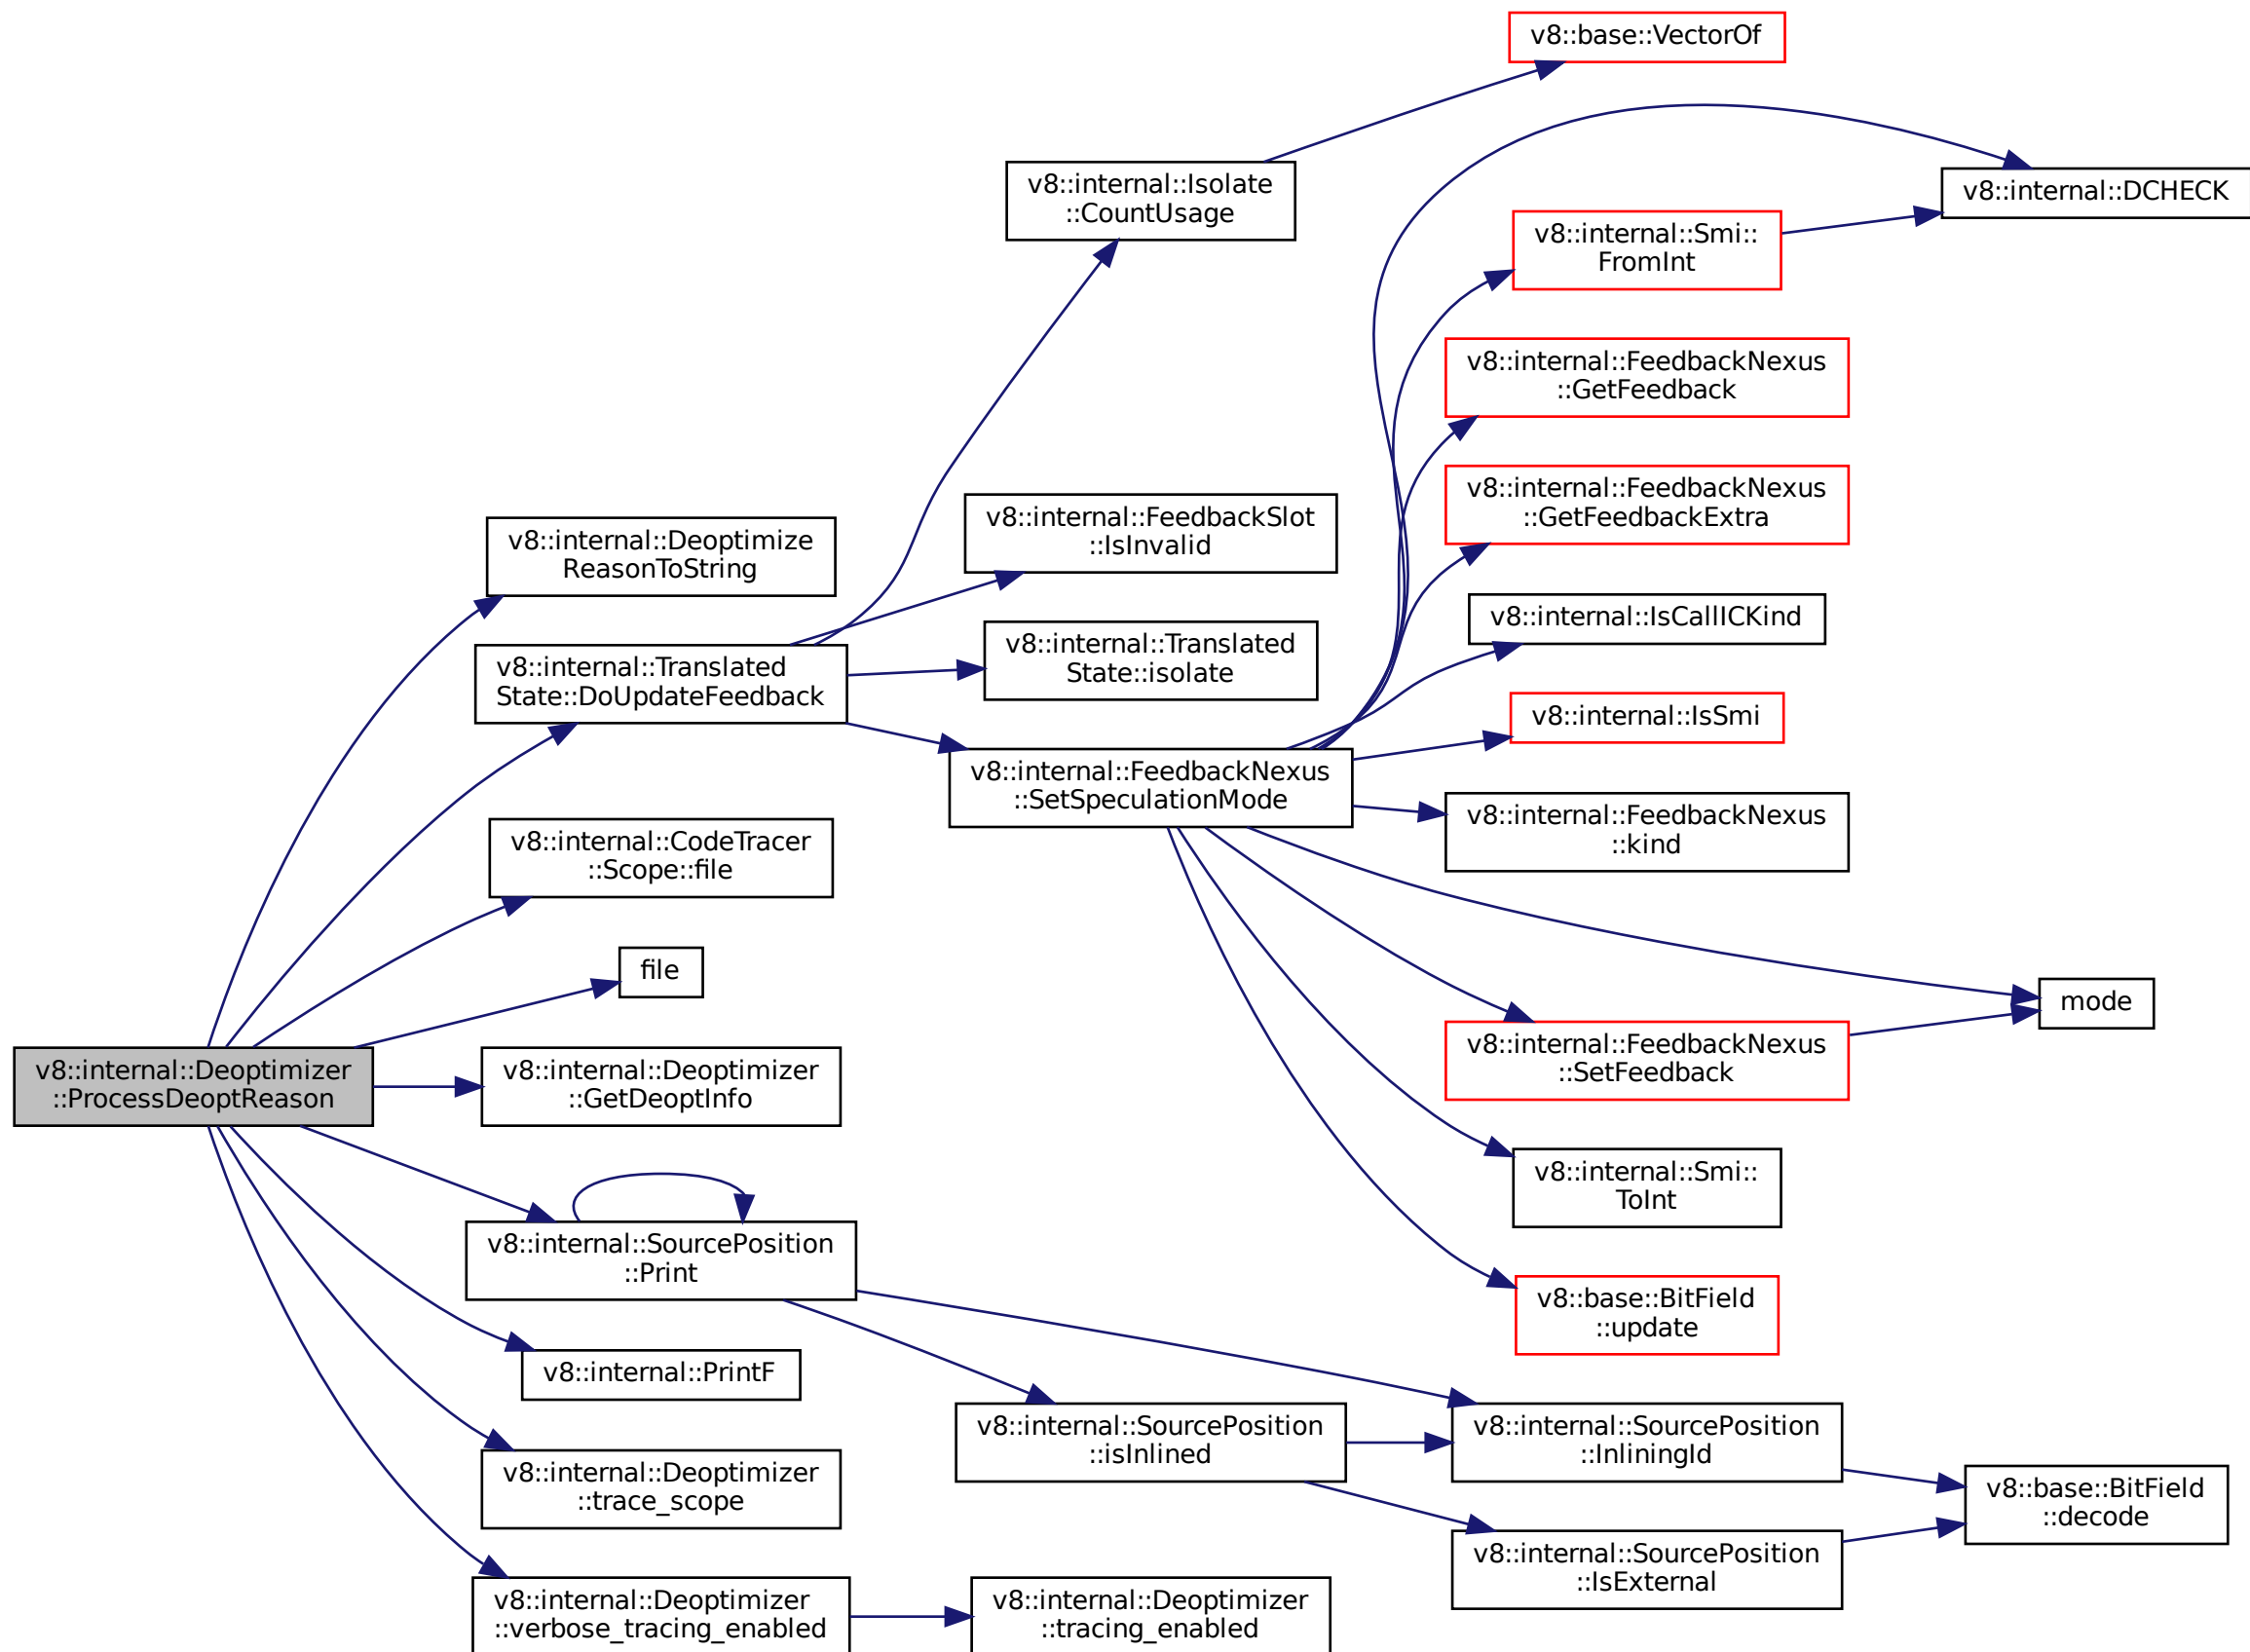 v8::base::VectorOf
v8::internal::Isolate
::CountUsage
v8::internal::DCHECK
v8::internal::Smi::
FromInt
v8::internal::FeedbackNexus
::GetFeedback
v8::internal::FeedbackNexus
::GetFeedbackExtra
v8::internal::FeedbackSlot
::IsInvalid
v8::internal::Deoptimize
ReasonToString
v8::internal::IsCallICKind
v8::internal::Translated
State::isolate
v8::internal::Translated
State::DoUpdateFeedback
v8::internal::IsSmi
v8::internal::FeedbackNexus
::SetSpeculationMode
v8::internal::FeedbackNexus
::kind
v8::internal::CodeTracer
::Scope::file
file
mode
v8::internal::FeedbackNexus
::SetFeedback
v8::internal::Deoptimizer
::ProcessDeoptReason
v8::internal::Deoptimizer
::GetDeoptInfo
v8::internal::Smi::
ToInt
v8::internal::SourcePosition
::Print
v8::base::BitField
::update
v8::internal::PrintF
v8::internal::SourcePosition
::isInlined
v8::internal::SourcePosition
::InliningId
v8::internal::Deoptimizer
::trace_scope
v8::base::BitField
::decode
v8::internal::SourcePosition
::IsExternal
v8::internal::Deoptimizer
::verbose_tracing_enabled
v8::internal::Deoptimizer
::tracing_enabled